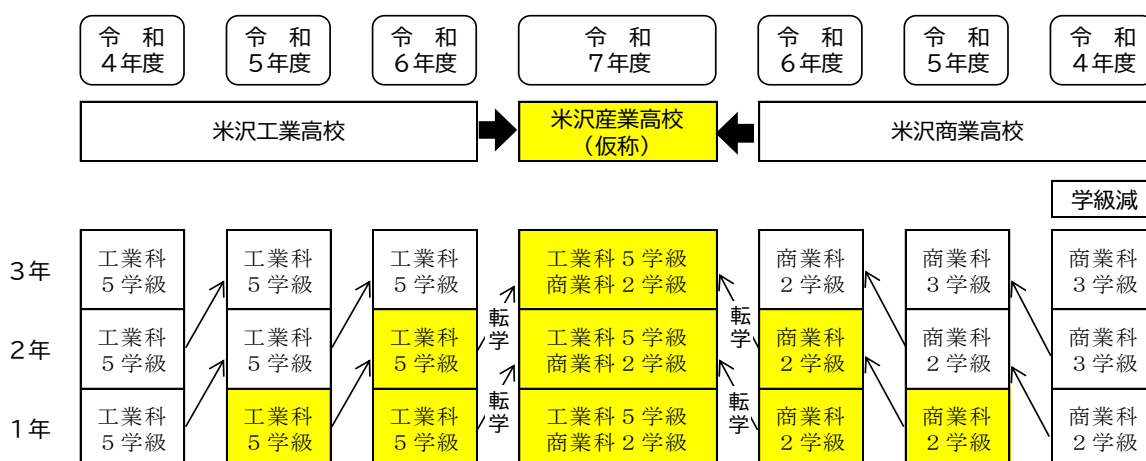 令和 令和 令和 令和 令和 令和 令和
4年度 5年度 6年度 7年度 6年度 5年度 4年度
米沢工業高校
米沢産業高校
(仮称)
米沢商業高校
学級減
3年
工業科 工業科 工業科 工業科5学級 商業科 商業科 商業科
5学級 5学級 5学級 商業科2学級 2学級 3学級 3学級
転学 転学
2年
工業科 工業科 工業科 工業科5学級 商業科 商業科 商業科
5学級 5学級 5学級 商業科2学級 2学級 2学級 3学級
転学 転学
1年
工業科 工業科 工業科 工業科5学級 商業科 商業科 商業科
5学級 5学級 5学級 商業科2学級 2学級 2学級 2学級